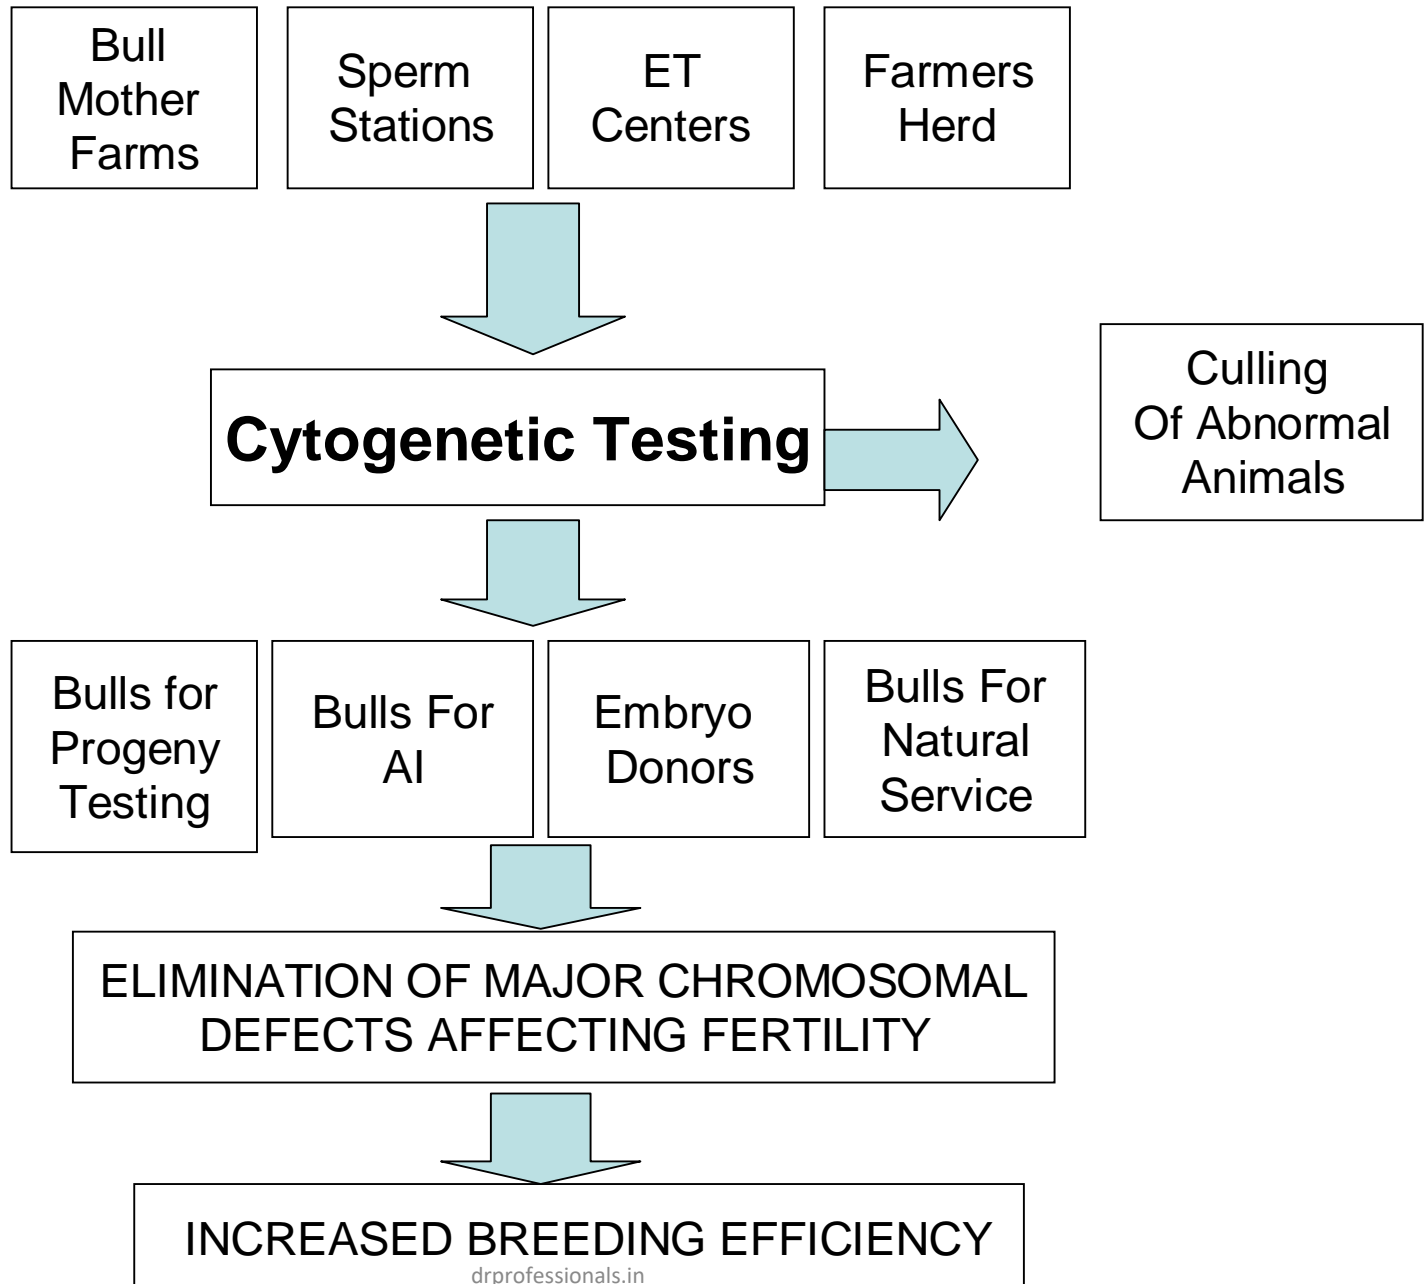 Bull
Mother
Farms
Sperm
Stations
ET
Centers
Farmers
Herd
Cytogenetic Testing
Culling
Of Abnormal
Animals
Bulls for
Progeny
Testing
Bulls For
AI
Embryo
Donors
Bulls For
Natural
Service
ELIMINATION OF MAJOR CHROMOSOMAL
DEFECTS AFFECTING FERTILITY
INCREASED BREEDING EFFICIENCY
drprofessionals.in